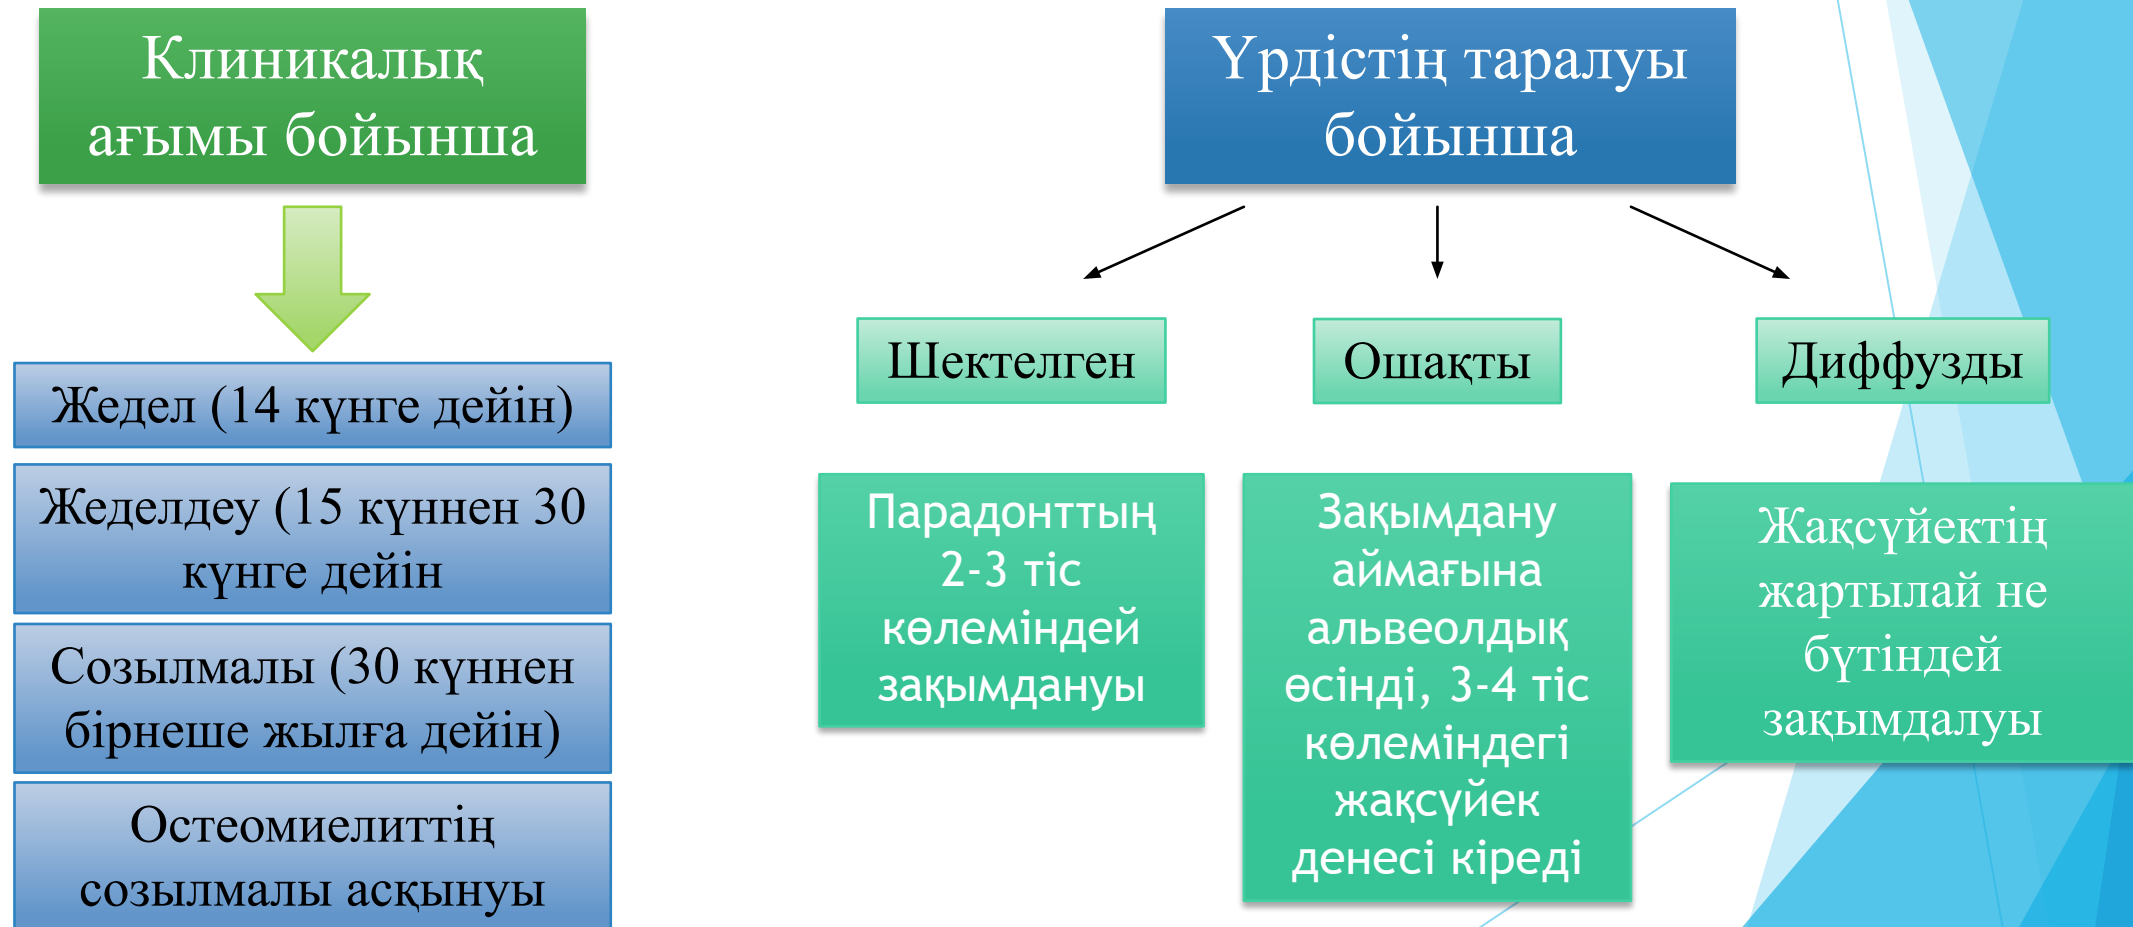 Клиникалық
ағымы бойынша
Жедел (14 күнге дейін)
Жеделдеу (15 күннен 30
күнге дейін
Созылмалы (30 күннен
бірнеше жылға дейін)
Остеомиелиттің
созылмалы асқынуы
Үрдістің таралуы
бойынша
Шектелген
Ошақты
Диффузды
Парадонттың
2-3 тіс
көлеміндей
зақымдануы
Зақымдану
аймағына
альвеолдық
өсінді, 3-4 тіс
көлеміндегі
жақсүйек
денесі кіреді
Жақсүйектің
жартылай не
бүтіндей
зақымдалуы